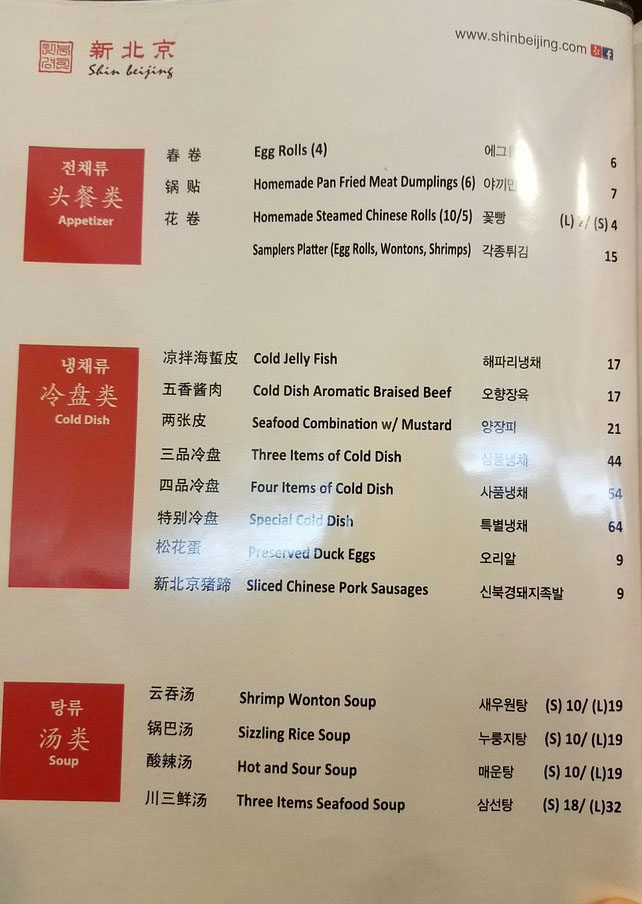 新北京
Shin beijing
www.shinbeijing.com
전채류
头餐类
Appetizer
春 卷 Egg Rolls (4) 에그 6
锅 贴 Homemade Pan Fried Meat Dumplings (6) 야끼만 7
花 卷 Homemade Steamed Chinese Rolls (10/5) 꽃빵 (L) 7/ (S) 4
Samplers Platter (Egg Rolls, Wontons, Shrimps) 각종튀김 15
냉채류
冷盘类
Cold Dish
凉拌海蜇皮 Cold Jelly Fish 해파리냉채 17
五香酱肉 Cold Dish Aromatic Braised Beef 오향장육 17
两张皮 Seafood Combination w/ Mustard 양장피 21
三品冷盘 Three Items of Cold Dish 삼품냉채 44
四品冷盘 Four Items of Cold Dish 사품냉채 54
特别冷盘 Special Cold Dish 특별냉채 64
松花蛋 Preserved Duck Eggs 오리알 9
新北京猪蹄 Sliced Chinese Pork Sausages 신북경돼지족발 9
탕류
汤类
Soup
云吞汤 Shrimp Wonton Soup 새우원탕 (S) 10/ (L)19
锅巴汤 Sizzling Rice Soup 누룽지탕 (S) 10/ (L)19
酸辣汤 Hot and Sour Soup 매운탕 (S) 10/ (L)19
川三鲜汤 Three Items Seafood Soup 삼선탕 (S) 18/ (L)32